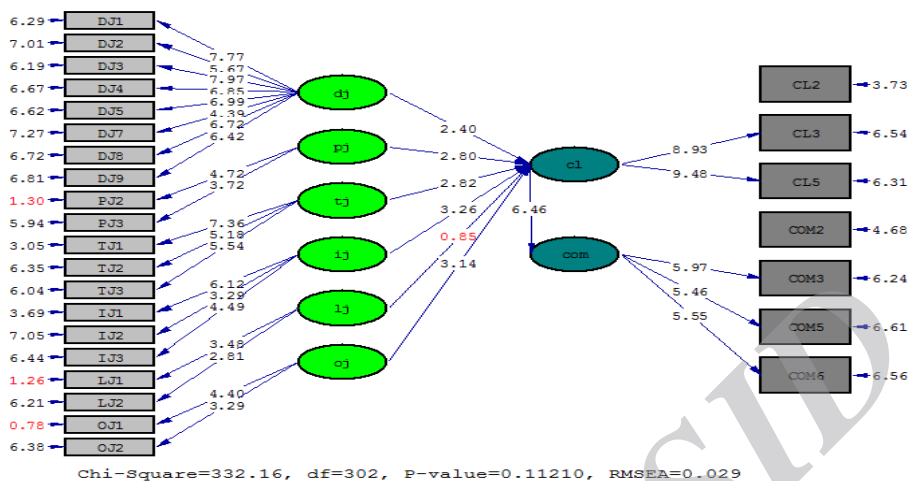 6.29 DJ1
7.01 DJ2
6.19 DJ3
6.67 DJ4
6.62 DJ5
7.27 DJ7
6.72 DJ8
6.81 DJ9
1.30 PJ2
5.94 PJ3
3.05 TJ1
6.35 TJ2
6.04 TJ3
3.69 IJ1
7.05 IJ2
6.44 IJ3
1.26 LJ1
6.21 LJ2
0.78 OJ1
6.38 OJ2
7.77
5.67
7.97
6.85
6.99
4.39
6.72
6.42
4.72
3.72
7.36
5.18
5.54
6.12
3.29
4.49
3.48
2.81
4.40
3.29
dj
pj
tj
ij
lj
oj
2.40
2.80
2.82
3.26
0.85
3.14
cl
6.46
com
8.93
9.48
5.97
5.46
5.55
CL2 3.73
CL3 6.54
CL5 6.31
COM2 4.68
COM3 6.24
COM5 6.61
COM6 6.56
Chi-Square=332.16, df=302, P-value=0.11210, RMSEA=0.029
SID